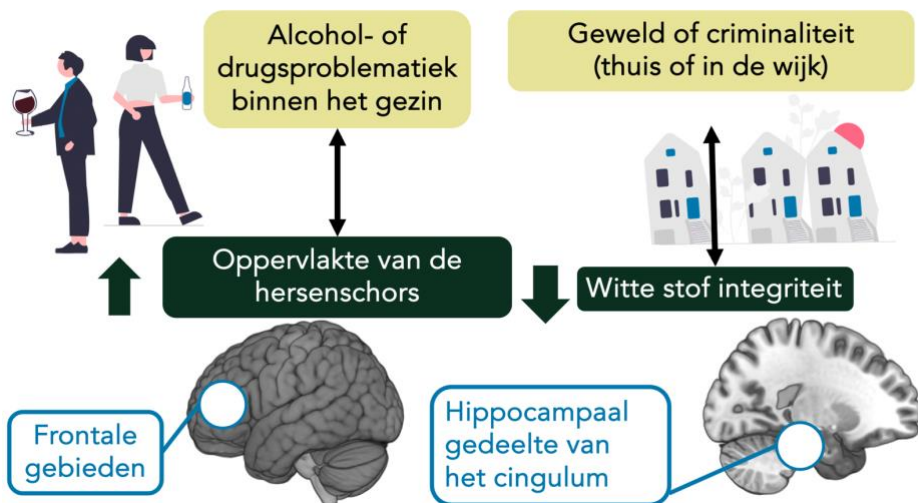 Alcohol- of
drugsproblematiek
binnen het gezin
Geweld of criminaliteit
(thuis of in de wijk)
Oppervlakte van de
hersenschors
Witte stof integriteit
Frontale
gebieden
Hippocampaal
gedeelte van
het cingulum